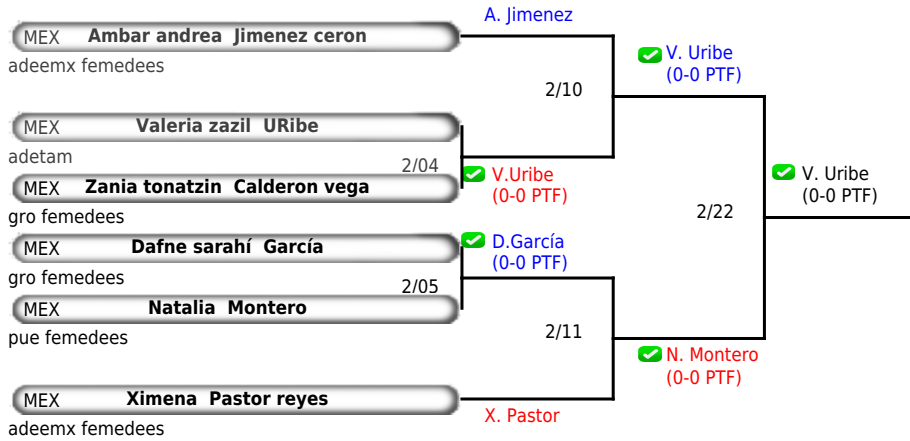 A. Jimenez
MEX Ambar andrea Jimenez ceron
adeemx femedees
V. Uribe
(0-0 PTF)
2/10
MEX Valeria zazil URibe
adetam
2/04
V.Uribe
(0-0 PTF)
MEX Zania tonatzin Calderon vega
gro femedees
V. Uribe
(0-0 PTF)
2/22
MEX Dafne sarahí García
gro femedees
D.García
(0-0 PTF)
2/05
MEX Natalia Montero
pue femedees
2/11
N. Montero
(0-0 PTF)
MEX Ximena Pastor reyes
adeemx femedees
X. Pastor